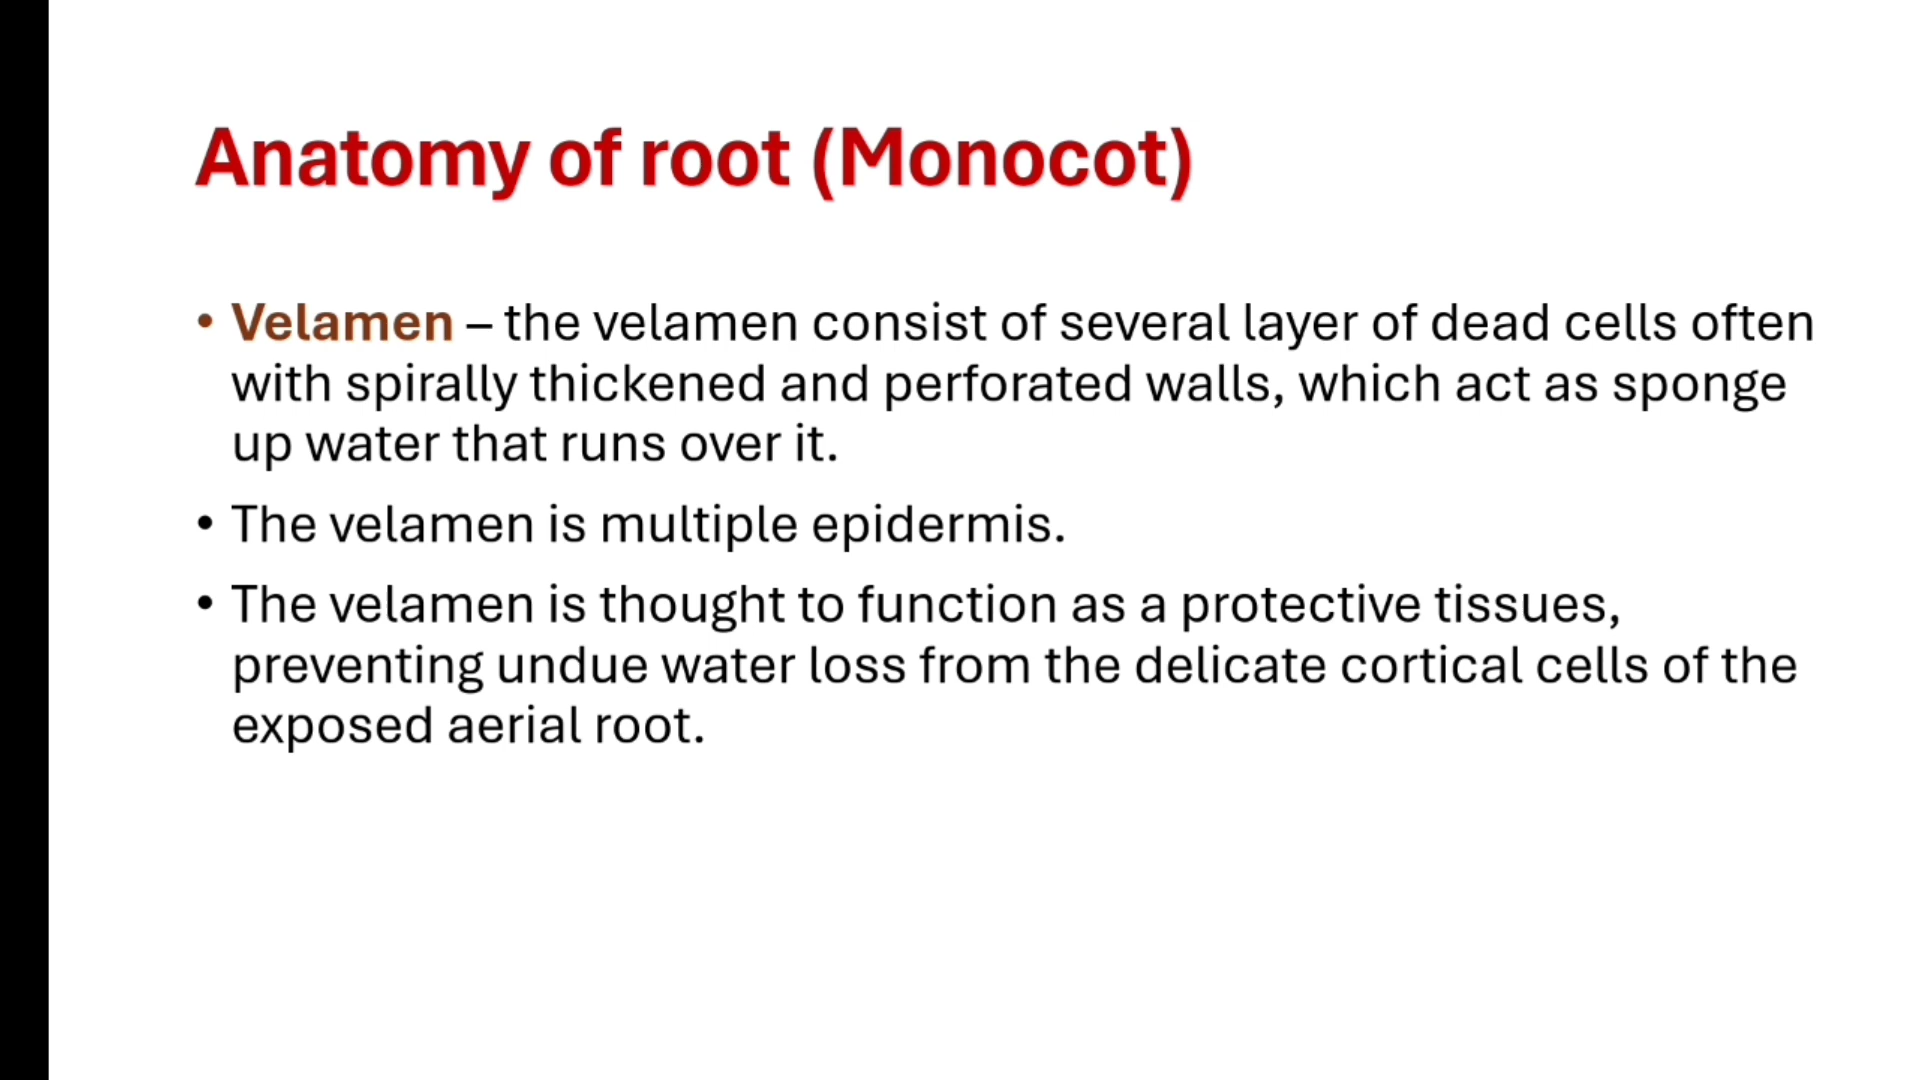 Anatomy of root (Monocot)
• Velamen – the velamen consist of several layer of dead cells often
with spirally thickened and perforated walls, which act as sponge
up water that runs over it.
• The velamen is multiple epidermis.
• The velamen is thought to function as a protective tissues,
preventing undue water loss from the delicate cortical cells of the
exposed aerial root.